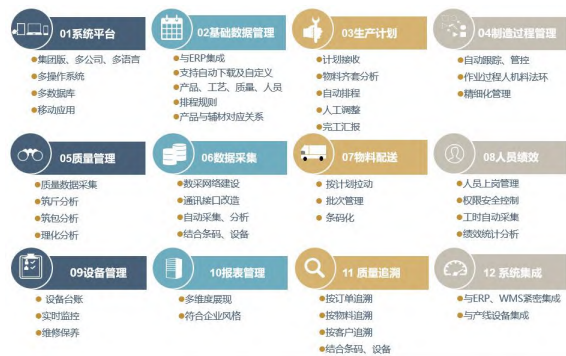 01系统平台
集团版、多公司、多语言
多操作系统
多数据库
移动应用
02基础数据管理
与ERP集成
支持自动下载及自定义
产品、工艺、质量、人员
排程规则
产品与辅材对应关系
03生产计划
计划接收
物料齐套分析
自动排程
人工调整
完工汇报
04制造过程管理
自动跟踪、管控
作业过程人机料法环
精细化管理
05质量管理
质量数据采集
筑斤分析
筑包分析
理化分析
06数据采集
数采网络建设
通讯接口改造
自动采集、分析
结合条码、设备
07物料配送
按计划拉动
批次管理
条码化
08人员绩效
人员上岗管理
权限安全控制
工时自动采集
绩效统计分析
09设备管理
设备台账
实时监控
维修保养
10报表管理
多维度展现
符合企业风格
11 质量追溯
按订单追溯
按物料追溯
按客户追溯
结合条码、设备
12 系统集成
与ERP、WMS紧密集成
与产线设备集成